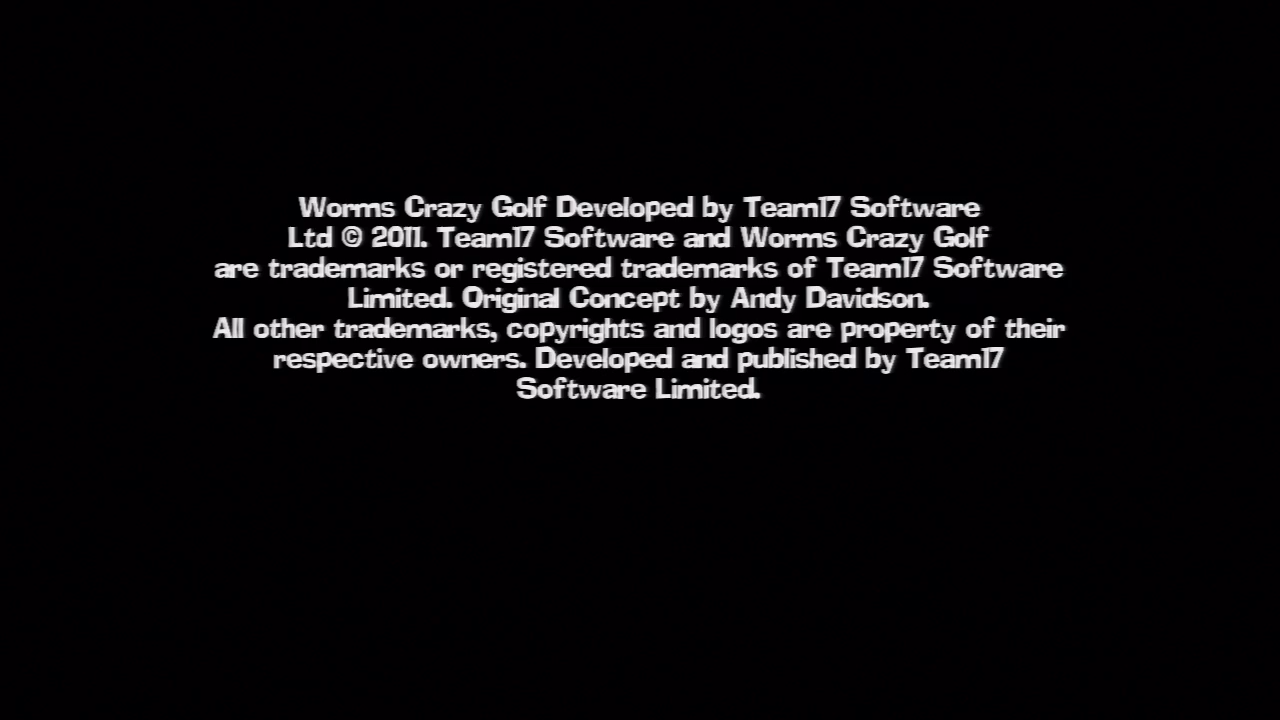 Worms Crazy Golf Developed by Team17 Software
Ltd © 2011. Team17 Software and Worms Crazy Golf
are trademarks or registered trademarks of Team17 Software
Limited. Original Concept by Andy Davidson.
All other trademarks, copyrights and logos are property of their
respective owners. Developed and published by Team17
Software Limited.